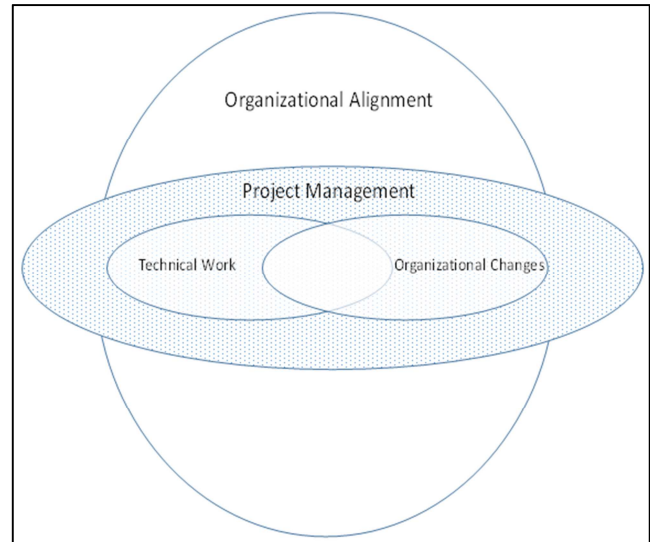 Organizational Alignment
Project Management
Technical Work
Organizational Changes